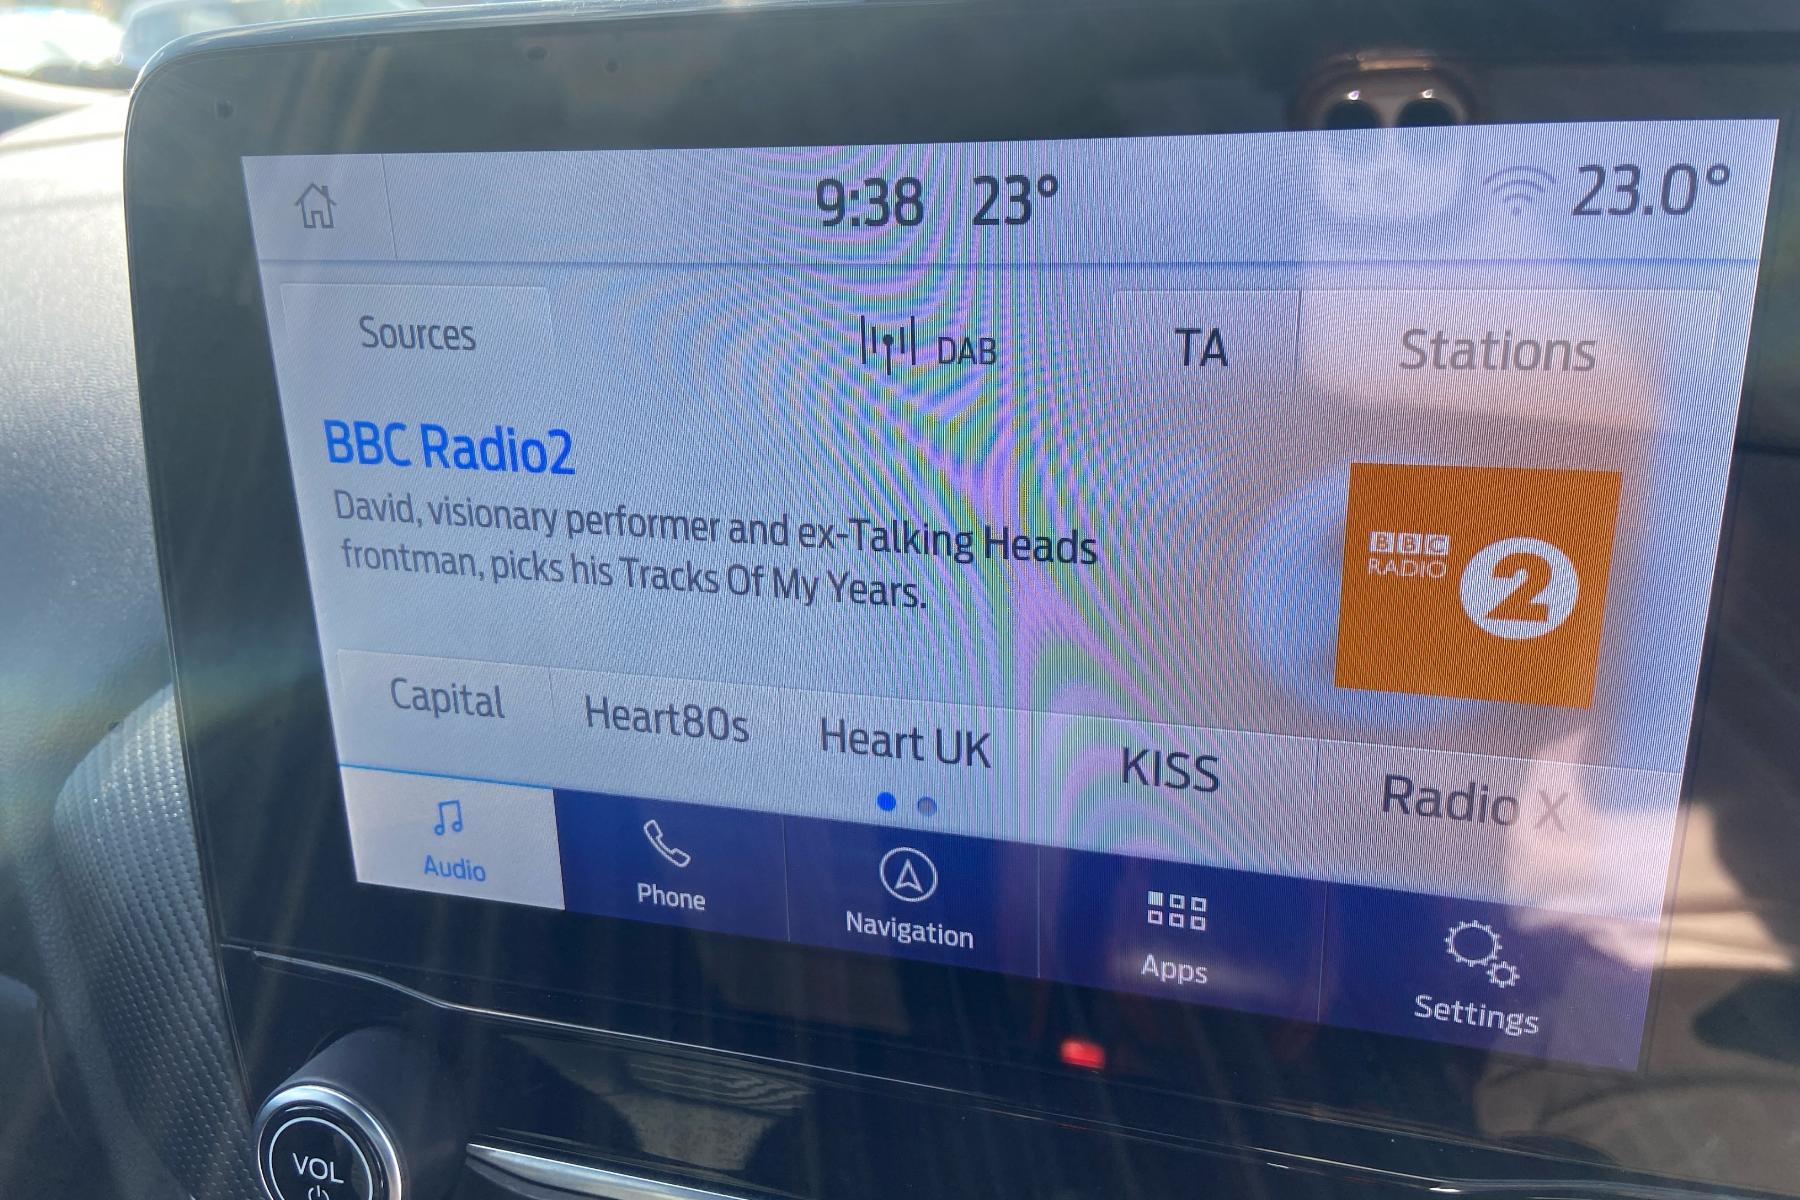 9:38 23° 23.0°
Sources DAB TA Stations
BBC Radio2
David, visionary performer and ex-Talking Heads
frontman, picks his Tracks Of My Years.
BBC
RADIO 2
Capital Heart80s Heart UK KISS Radio X
Audio Phone Navigation Apps Settings
VOL